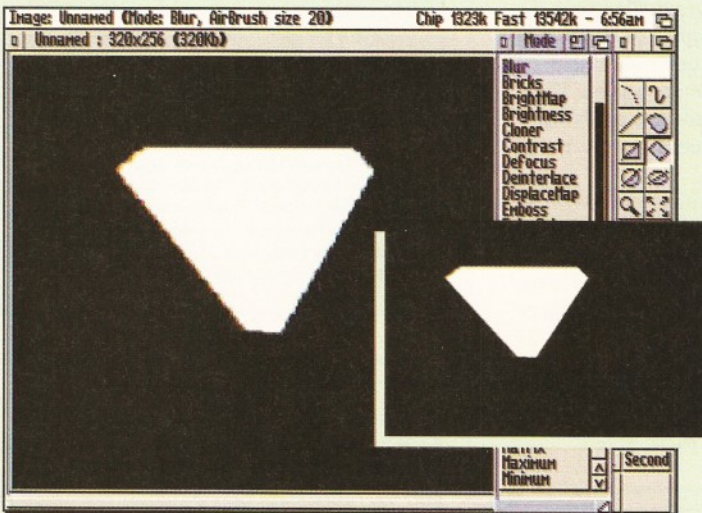 Image: Unnamed (Mode: Blur, AirBrush size 20)
Chip 1323k Fast 13542k - 6:56am
Unnamed : 320x256 (320Kb)
Mode
Blur
Bricks
BrightMap
Brightness
Cloner
Contrast
Defocus
Deinterlace
DisplaceMap
Emboss
Matrix
Maximum
Minimum
Second